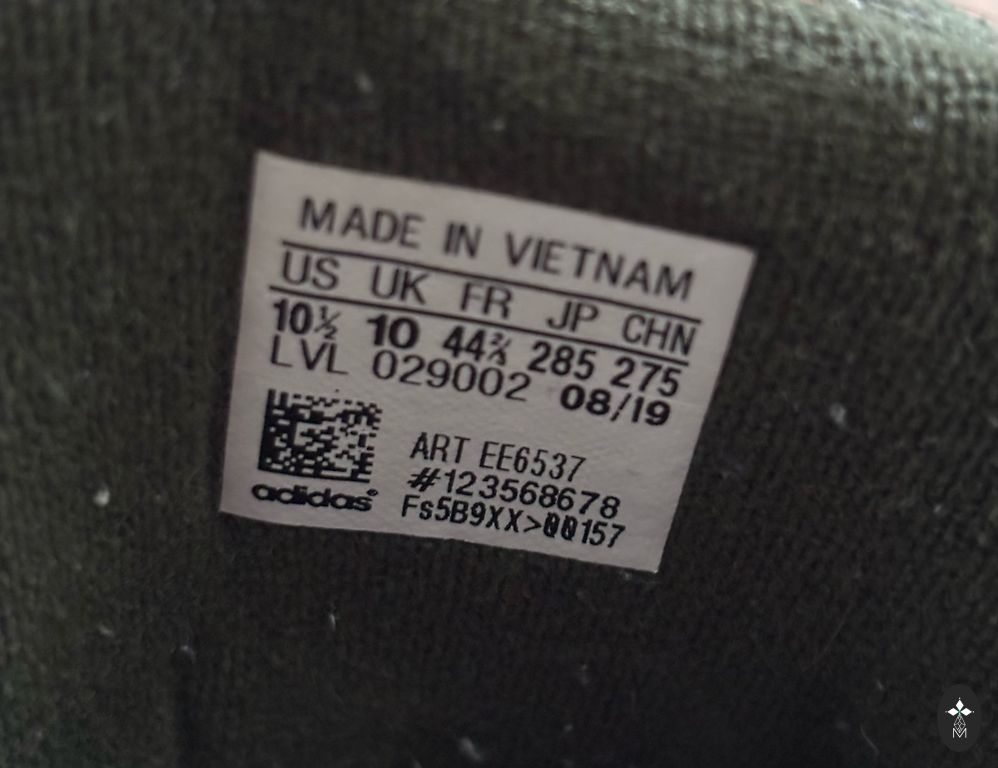 MADE IN VIETNAM
US UK FR JP CHN
10½ 10 44⅔ 285 275
LVL 029002 08/19
ART EE6537
#123568678
Fs5B9XX>00157
adidas®
M